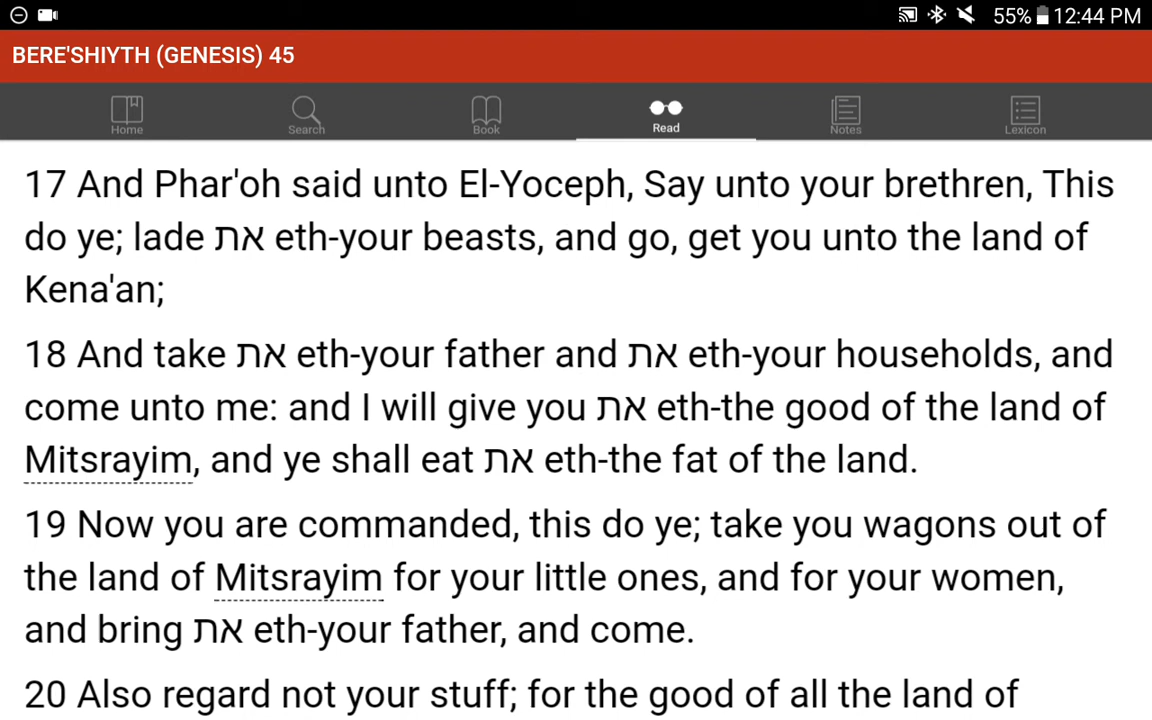 55% 12:44 PM
BERE'SHIYTH (GENESIS) 45
Home Search Book Read Notes Lexicon
17 And Phar'oh said unto El-Yoceph, Say unto your brethren, This
do ye; lade את eth-your beasts, and go, get you unto the land of
Kena'an;
18 And take את eth-your father and את eth-your households, and
come unto me: and I will give you את eth-the good of the land of
Mitsrayim, and ye shall eat את eth-the fat of the land.
19 Now you are commanded, this do ye; take you wagons out of
the land of Mitsrayim for your little ones, and for your women,
and bring את eth-your father, and come.
20 Also regard not your stuff; for the good of all the land of